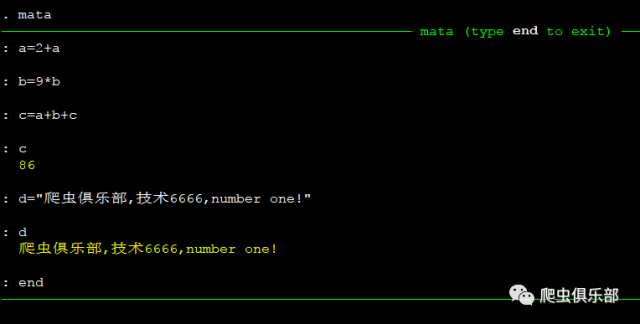 . mata
mata (type end to exit)
: a=2+a
: b=9*b
: c=a+b+c
: c
86
: d="爬虫俱乐部,技术6666,number one!"
: d
爬虫俱乐部,技术6666,number one!
: end
爬虫俱乐部